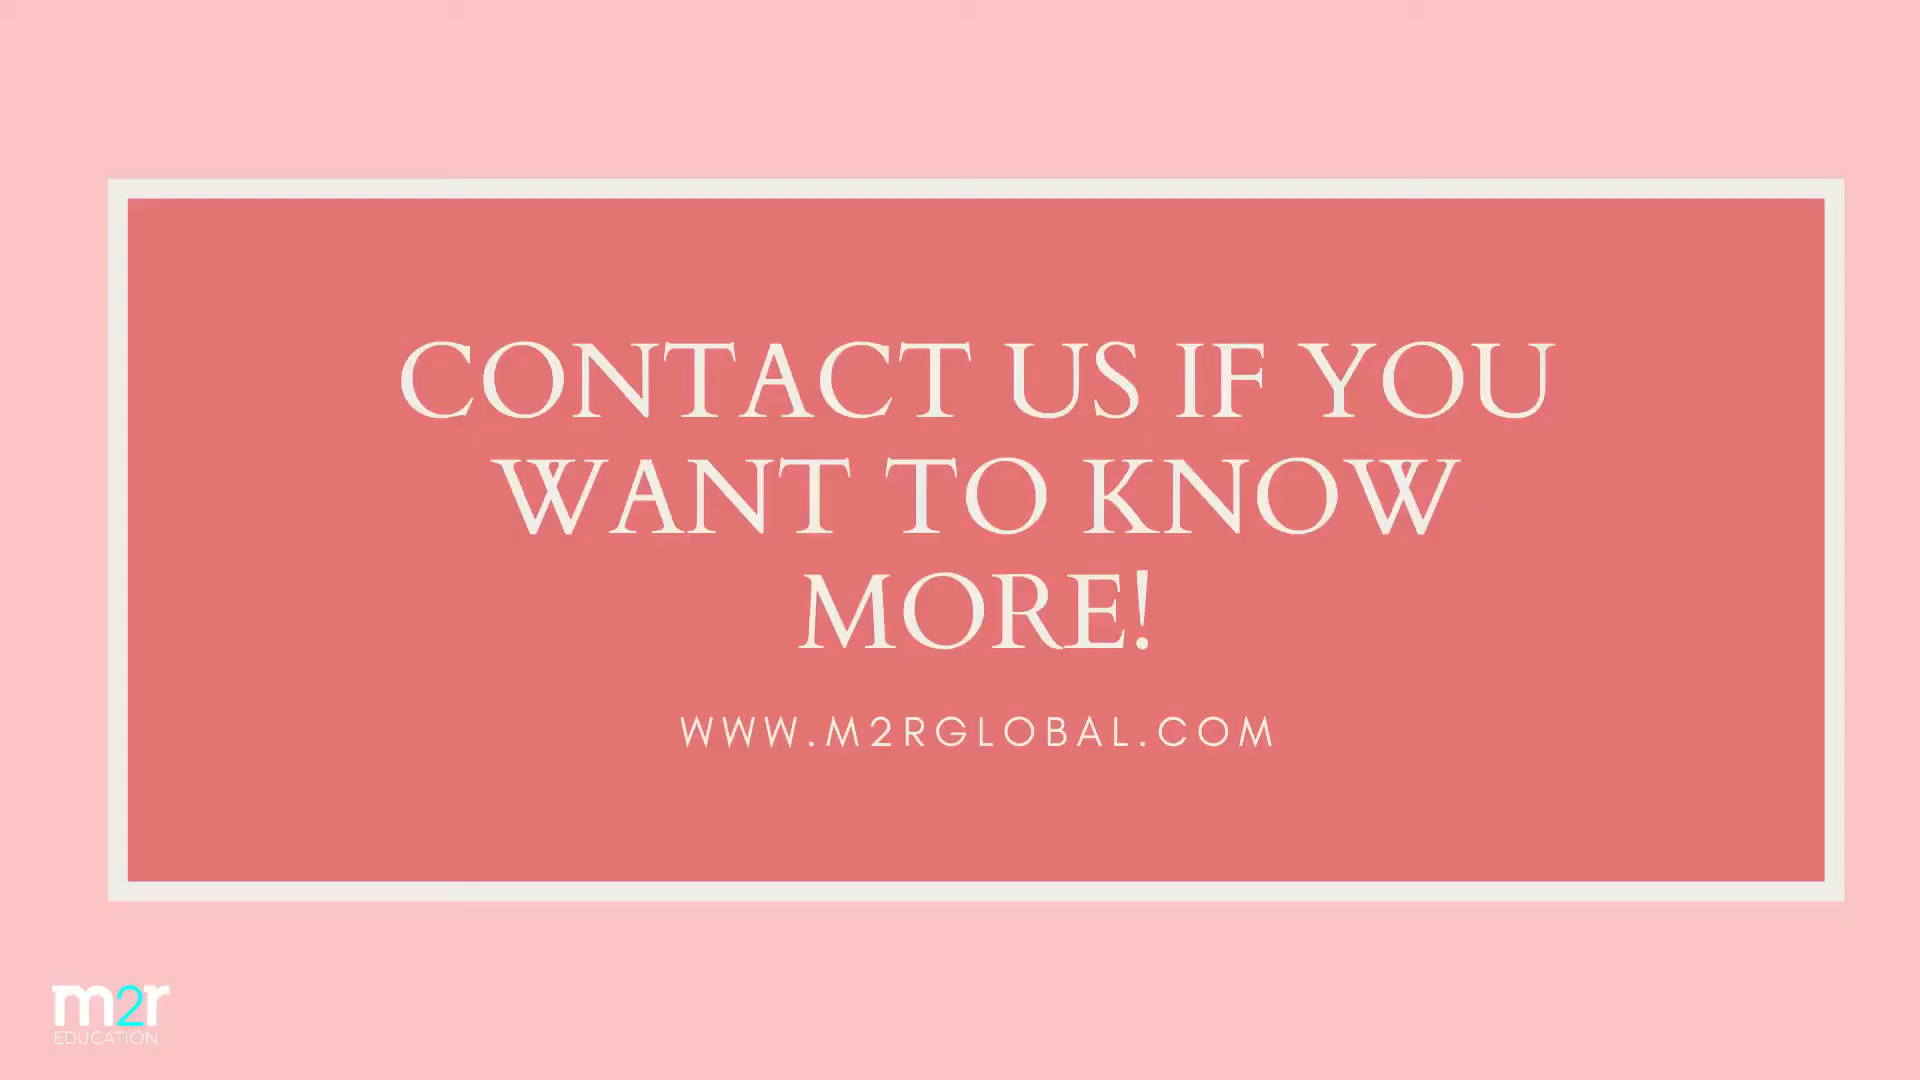 CONTACT US IF YOU
WANT TO KNOW
MORE!
WWW.M2RGLOBAL.COM
m2r
EDUCATION